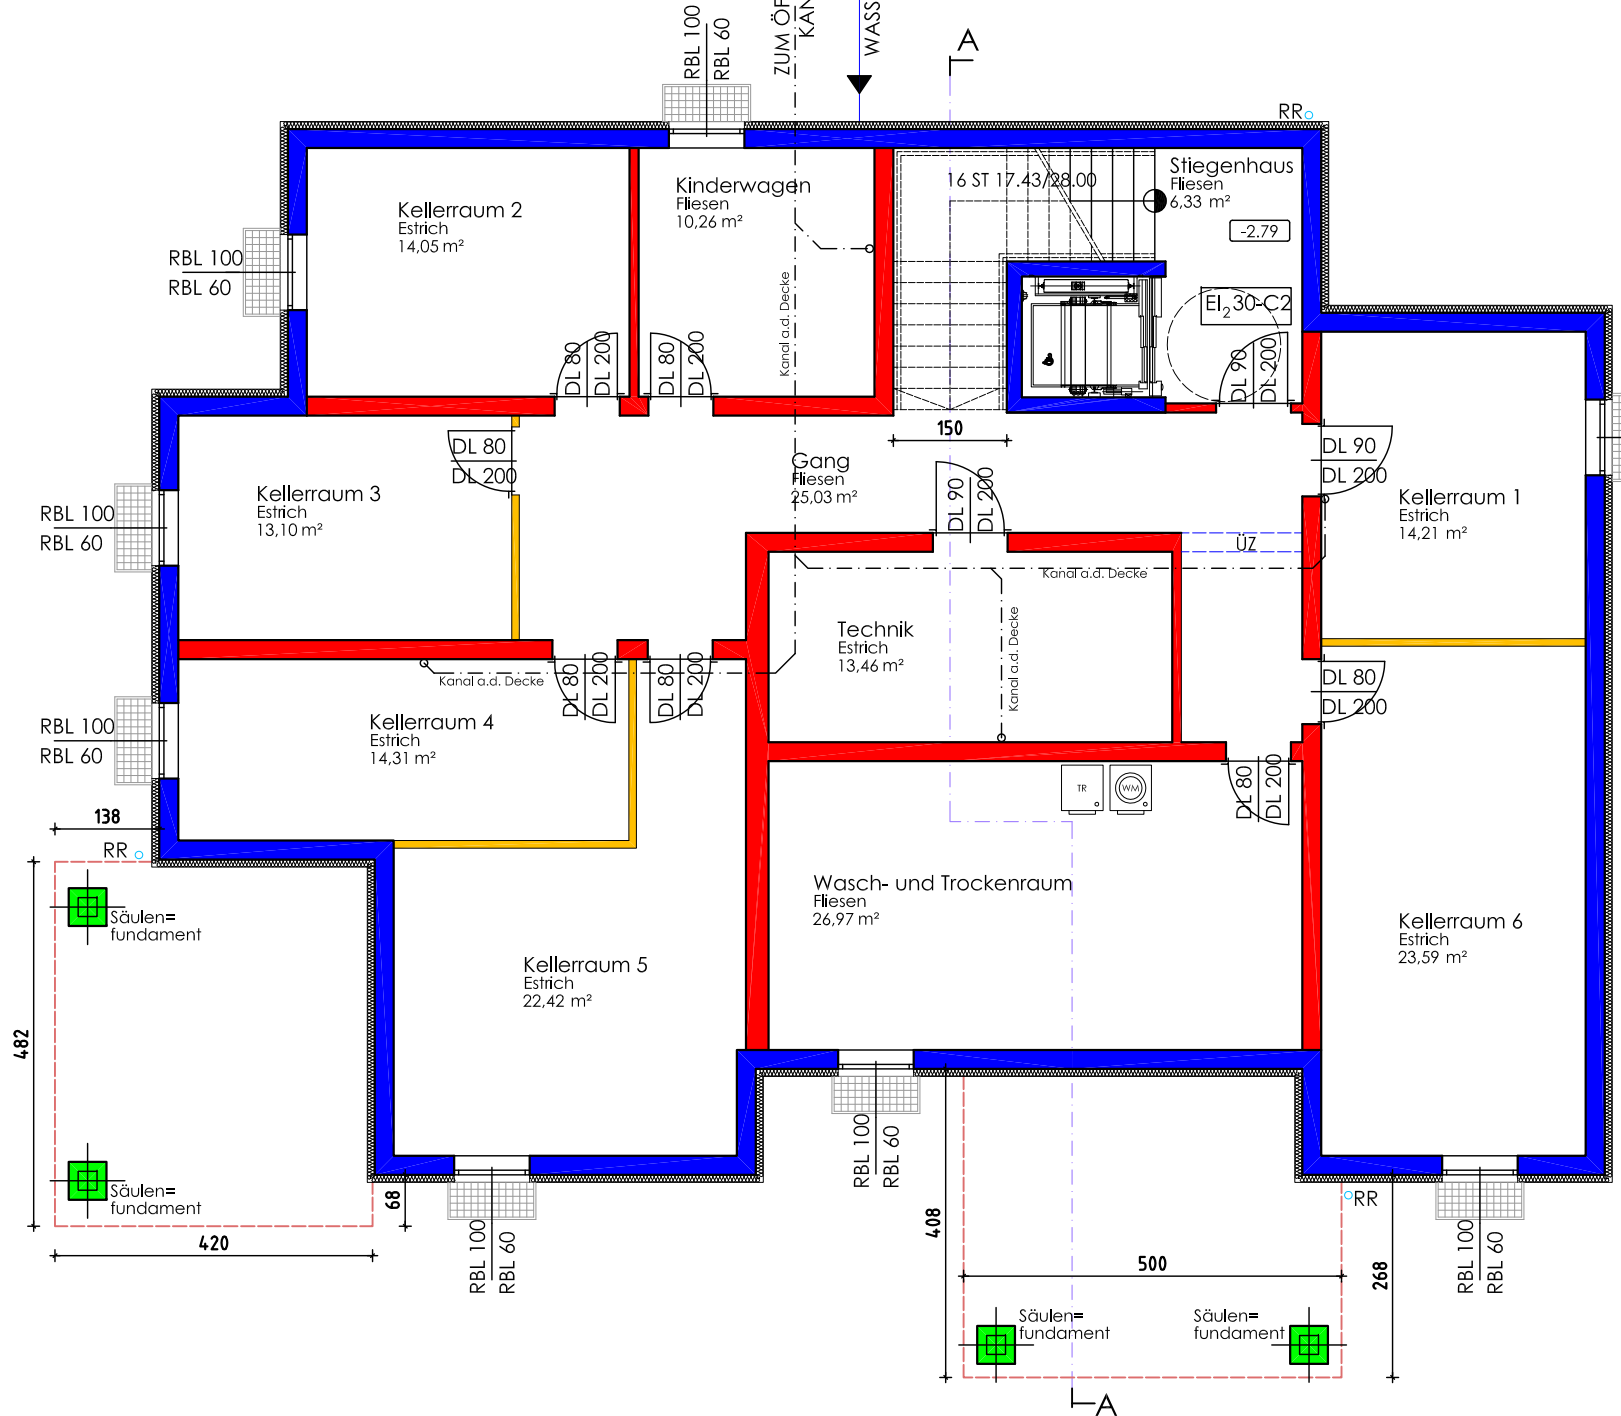 RBL 100
RBL 60
WASS
A
RR
Kellerraum 2
Estrich
14,05 m²
Kinderwagen
Fliesen
10,26 m²
16 ST 17.43/28.00
Stiegenhaus
Fliesen
6,33 m²
-2.79
EI₂30-C2
RBL 100
RBL 60
Kanal a.d. Decke
DL 80
DL 200
DL 80
DL 200
DL 90
DL 200
150
DL 80
DL 200
Gang
Fliesen
25,03 m²
DL 90
DL 200
DL 90
DL 200
Kellerraum 3
Estrich
13,10 m²
Kellerraum 1
Estrich
14,21 m²
RBL 100
RBL 60
ÜZ
Kanal a.d. Decke
Technik
Estrich
13,46 m²
Kanal a.d. Decke
Kanal a.d. Decke
DL 80
DL 200
DL 80
DL 200
DL 80
DL 200
Kellerraum 4
Estrich
14,31 m²
RBL 100
RBL 60
TR
WM
DL 80
DL 200
138
RR
Säulen=
fundament
Wasch- und Trockenraum
Fliesen
26,97 m²
Kellerraum 6
Estrich
23,59 m²
Kellerraum 5
Estrich
22,42 m²
482
Säulen=
fundament
68
420
RBL 100
RBL 60
RBL 100
RBL 60
RR
408
500
268
RBL 100
RBL 60
Säulen=
fundament
Säulen=
fundament
A